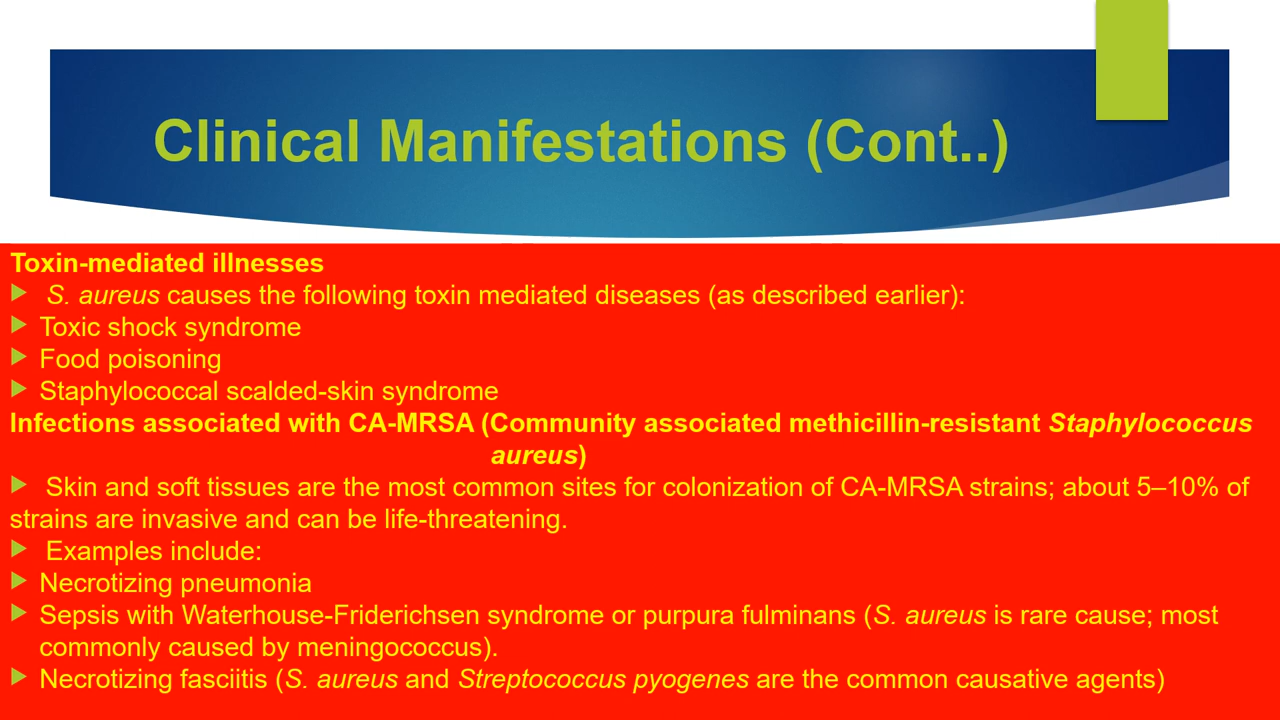 Clinical Manifestations (Cont..)
Toxin-mediated illnesses
S. aureus causes the following toxin mediated diseases (as described earlier):
Toxic shock syndrome
Food poisoning
Staphylococcal scalded-skin syndrome
Infections associated with CA-MRSA (Community associated methicillin-resistant Staphylococcus
aureus)
Skin and soft tissues are the most common sites for colonization of CA-MRSA strains; about 5–10% of
strains are invasive and can be life-threatening.
Examples include:
Necrotizing pneumonia
Sepsis with Waterhouse-Friderichsen syndrome or purpura fulminans (S. aureus is rare cause; most
commonly caused by meningococcus).
Necrotizing fasciitis (S. aureus and Streptococcus pyogenes are the common causative agents)